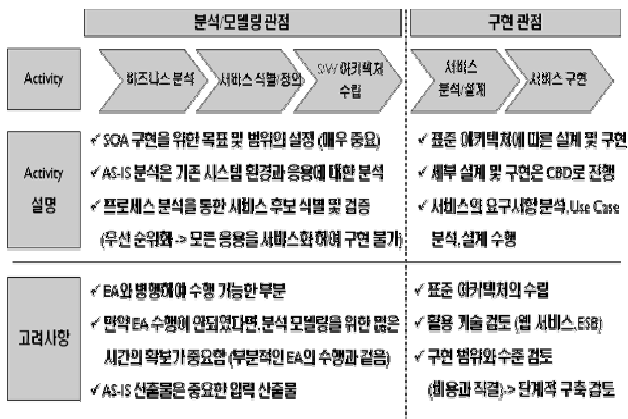 분석/모델링 관점
구현 관점
Activity
비즈니스 분석
서비스 식별/정의
S/W 아키텍처
수립
서비스
분석/설계
서비스 구현
Activity
설명
✓ SOA 구현을 위한 목표 및 범위의 설정 (매우 중요)
✓ AS-IS 분석은 기존 시스템 환경과 응용에 대한 분석
✓ 프로세스 분석을 통한 서비스 후보 식별 및 검증
(우선 순위화 -> 모든 응용을 서비스화 하여 구현 불가)
✓ 표준 아키텍처에 따른 설계 및 구현
✓ 세부 설계 및 구현은 CBD로 진행
✓ 서비스의 요구사항 분석, Use Case
분석, 설계 수행
고려사항
✓ EA와 병행하여 수행 가능한 부분
✓ 만약 EA 수행이 안되었다면, 분석 모델링을 위한 많은
시간의 확보가 중요함 (부분적인 EA의 수행과 같음)
✓ AS-IS 산출물은 중요한 입력 산출물
✓ 표준 아키텍처의 수립
✓ 활용 기술 검토 (웹 서비스, ESB)
✓ 구현 범위와 수준 검토
(비용과 직결) -> 단계적 구축 검토